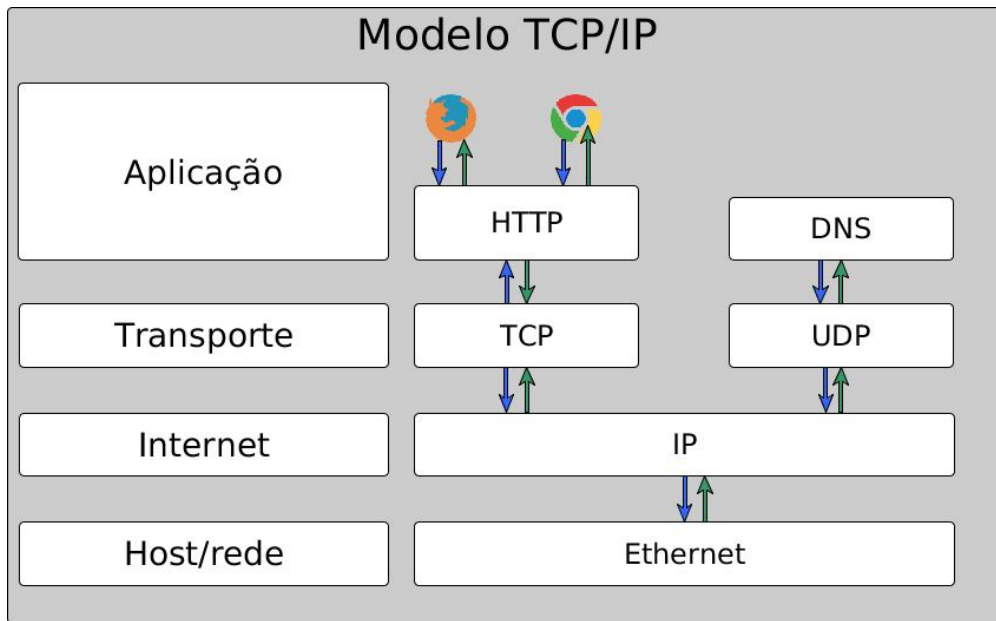 Modelo TCP/IP
Aplicação
HTTP
DNS
Transporte
TCP
UDP
Internet
IP
Host/rede
Ethernet